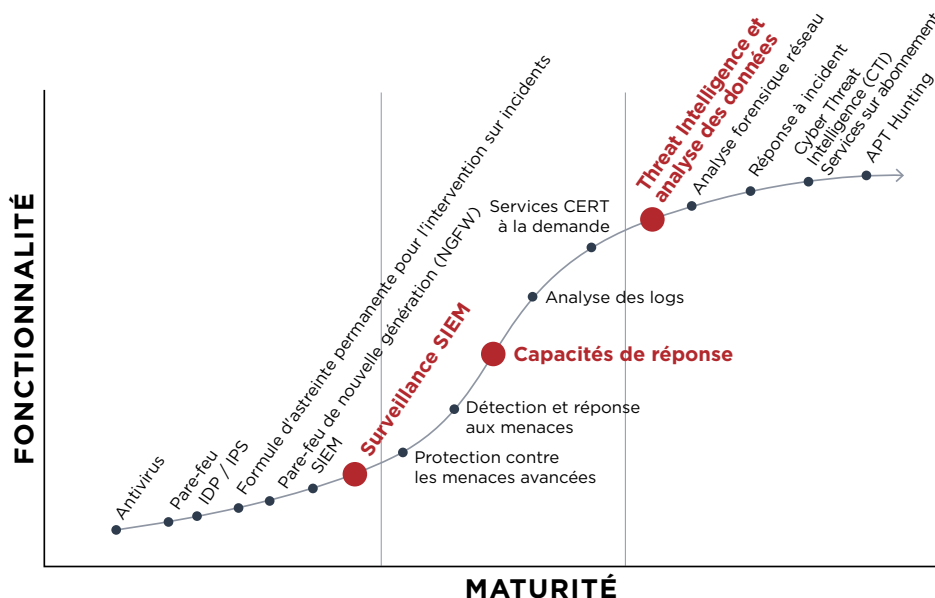 FONCTIONNALITÉ
Antivirus
Pare-feu
IDP / IPS
Formule d'astreinte permanente pour l'intervention sur incidents
Pare-feu de nouvelle génération (NGFW)
SIEM
Surveillance SIEM
Protection contre
les menaces avancées
Détection et réponse
aux menaces
Capacités de réponse
Analyse des logs
Services CERT
à la demande
Threat Intelligence et
analyse des données
Analyse forensique réseau
Réponse à incident
Cyber Threat
Intelligence (CTI)
Services sur abonnement
APT Hunting
MATURITÉ